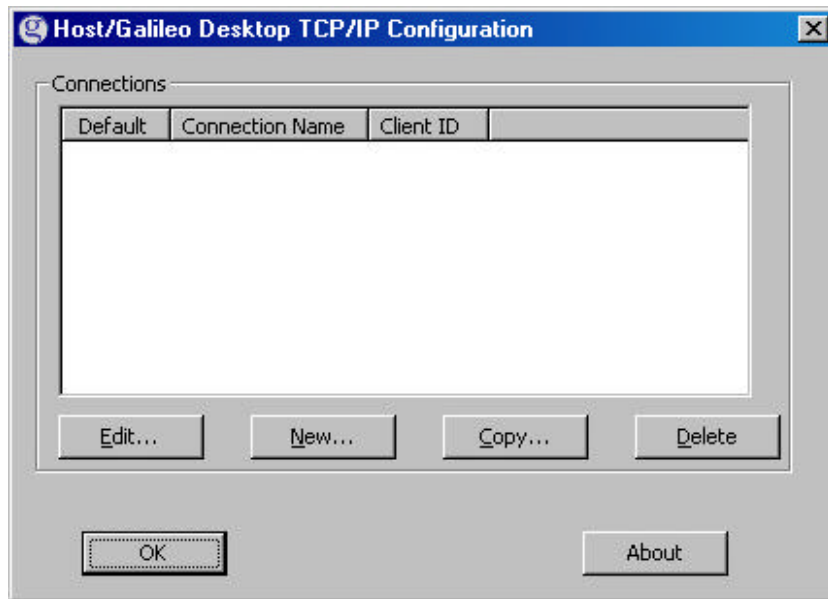 Host/Galileo Desktop TCP/IP Configuration
Connections
Default Connection Name Client ID
Edit... New... Copy... Delete
OK About